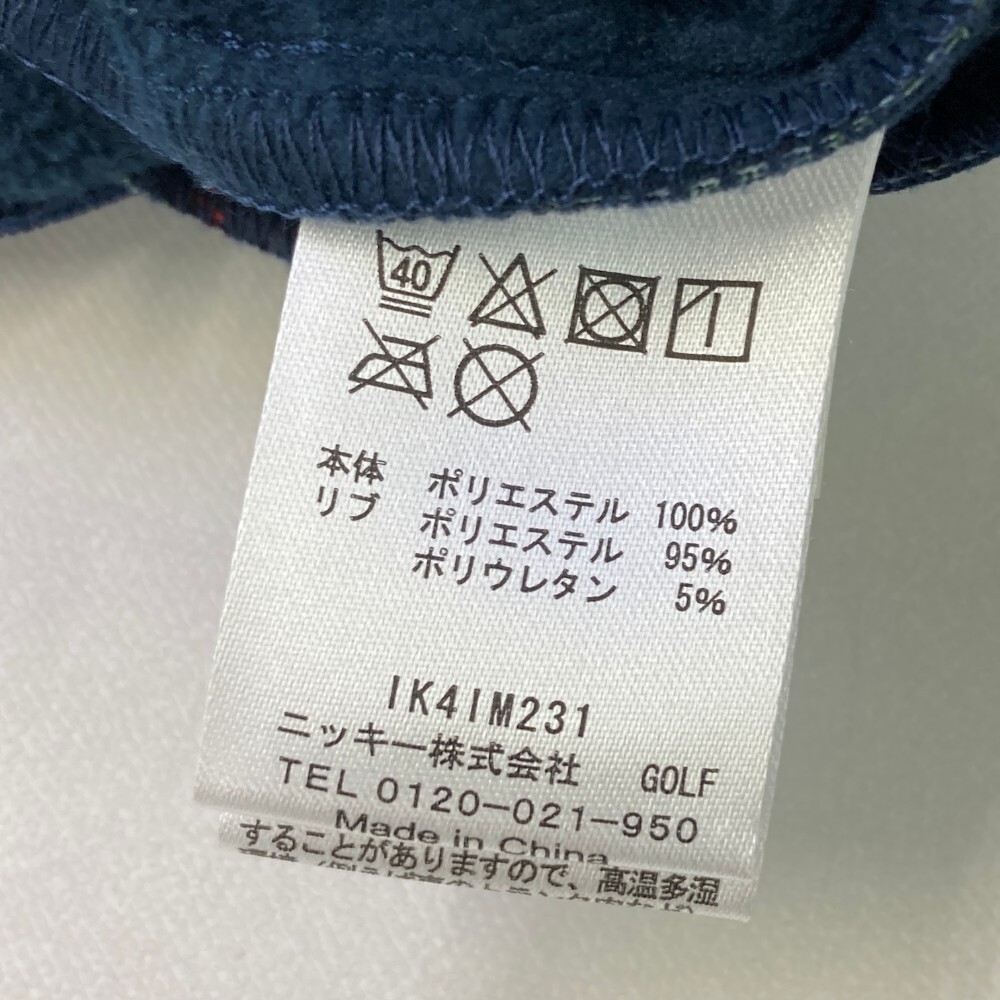 40
本体 ポリエステル 100%
リブ ポリエステル 95%
ポリウレタン 5%
IK4IM231
ニッキー株式会社 GOLF
TEL 0120-021-950
Made in China
することがありますので、高温多湿